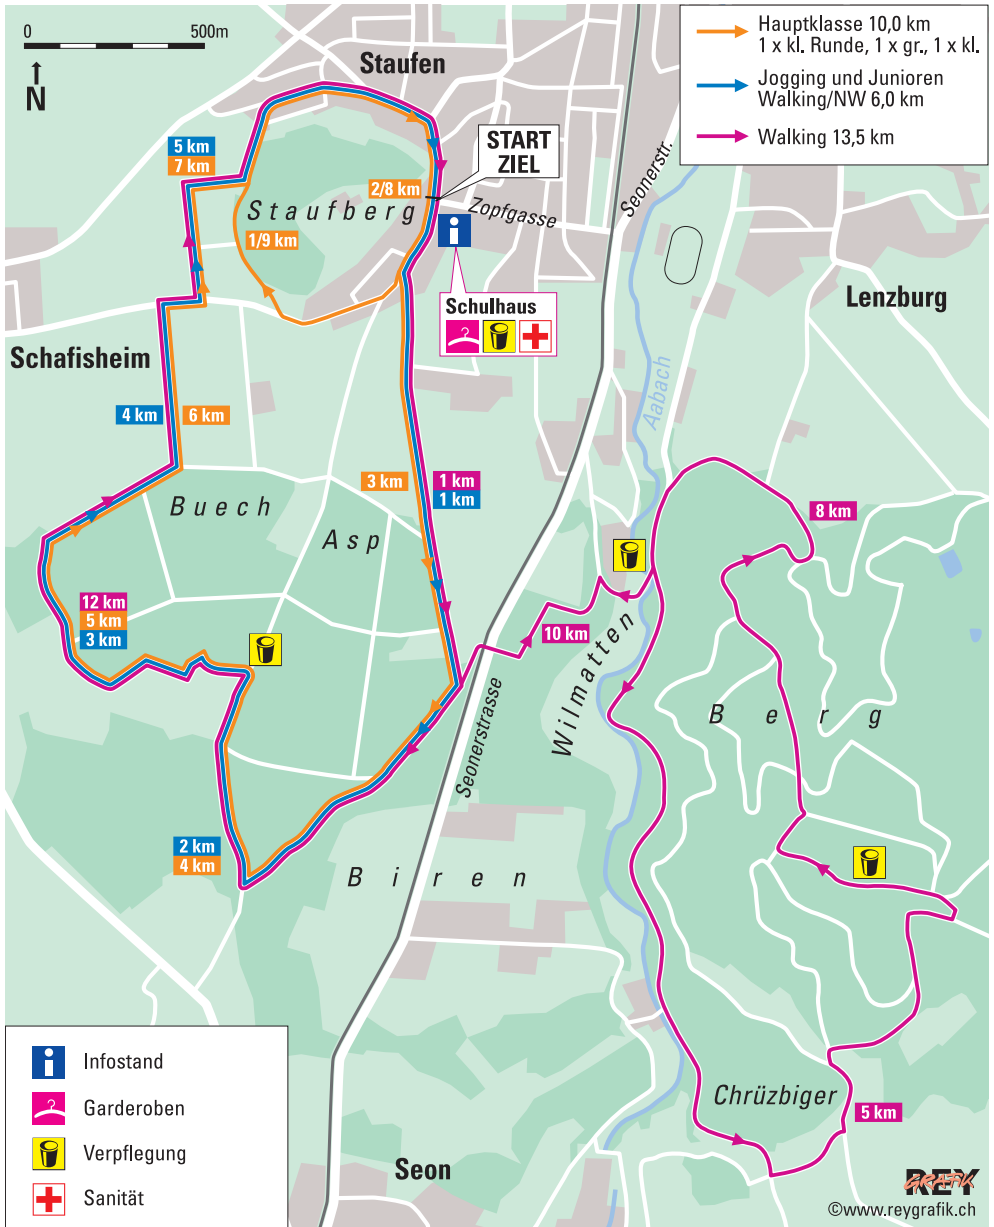 0
500m
N
Staufen
Hauptklasse 10,0 km
1 x kl. Runde, 1 x gr., 1 x kl.
Jogging und Junioren
Walking/NW 6,0 km
Walking 13,5 km
5 km
7 km
START
ZIEL
2/8 km
Staufberg
Zopfgasse
Seonerstr.
1/9 km
i
Schulhaus
Lenzburg
Schafisheim
Aabach
4 km
6 km
3 km
1 km
1 km
Buech
Asp
8 km
12 km
5 km
3 km
10 km
Wilmatten
Seonerstrasse
Berg
2 km
4 km
Biren
Chrüzbiger
5 km
Seon
i
Infostand
Garderoben
Verpflegung
Sanität
REY
GRAFIK
©www.reygrafik.ch